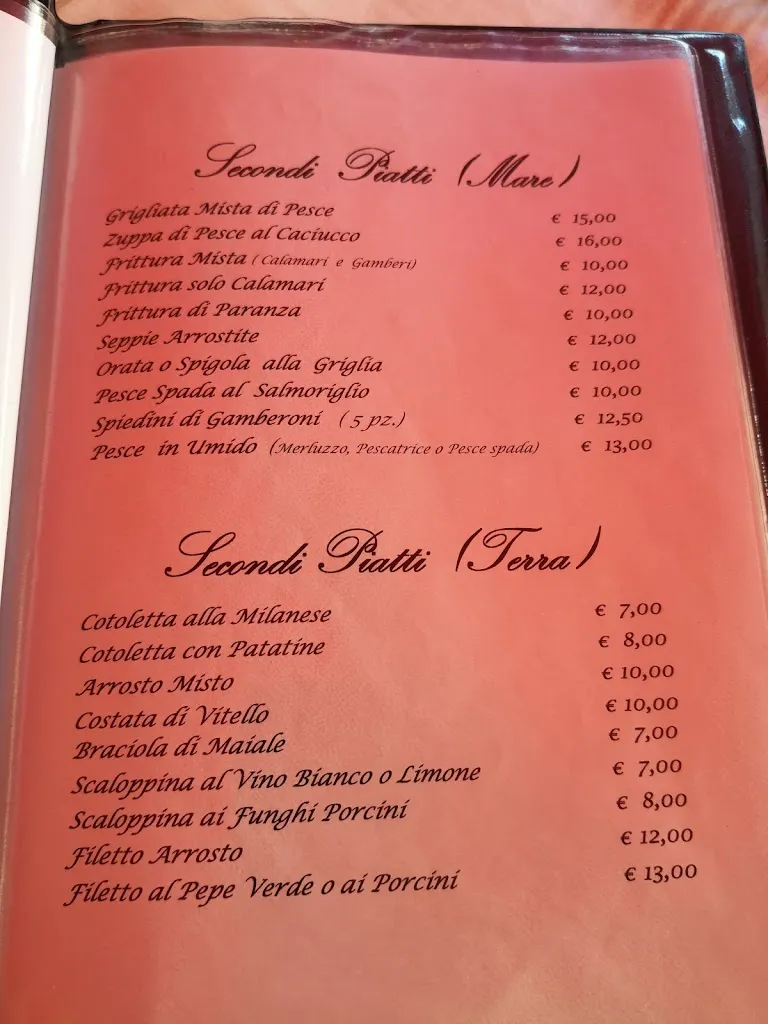 Secondi Piatti (Mare)
Grigliata Mista di Pesce € 15,00
Zuppa di Pesce al Caciucco € 16,00
Frittura Mista (Calamari e Gamberi) € 10,00
Frittura solo Calamari € 12,00
Frittura di Paranza € 10,00
Seppie Arrostite € 12,00
Orata o Spigola alla Griglia € 10,00
Pesce Spada al Salmoriglio € 10,00
Spiedini di Gamberoni (5 pz.) € 12,50
Pesce in Umido (Merluzzo, Pescatrice o Pesce spada) € 13,00
Secondi Piatti (Terra)
Cotoletta alla Milanese € 7,00
Cotoletta con Patatine € 8,00
Arrosto Misto € 10,00
Costata di Vitello € 10,00
Braciola di Maiale € 7,00
Scaloppina al Vino Bianco o Limone € 7,00
Scaloppina ai Funghi Porcini € 8,00
Filetto Arrosto € 12,00
Filetto al Pepe Verde o ai Porcini € 13,00